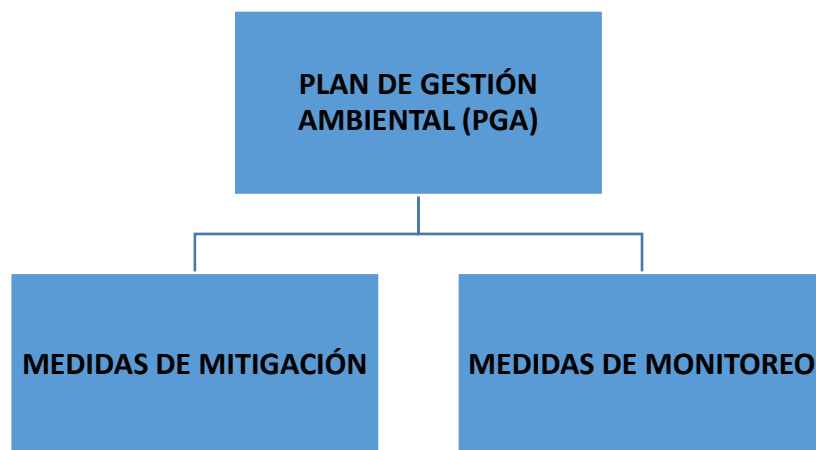 PLAN DE GESTIÓN
AMBIENTAL (PGA)
MEDIDAS DE MITIGACIÓN
MEDIDAS DE MONITOREO